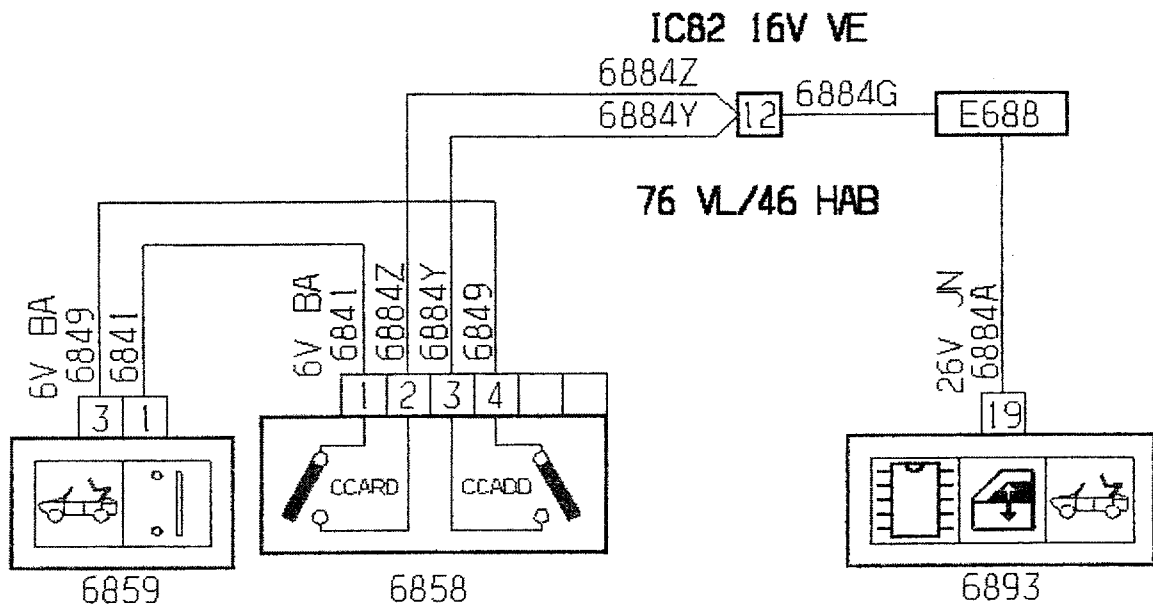 IC82 16V VE
6884Z
6884Y
12
6884G
E688
76 VL/46 HAB
6V BA
6849
6841
6V BA
6841
6884Z
6884Y
6849
26V JN
6884A
3 1
1 2 3 4
19
CCARD
CCADD
6859
6858
6893